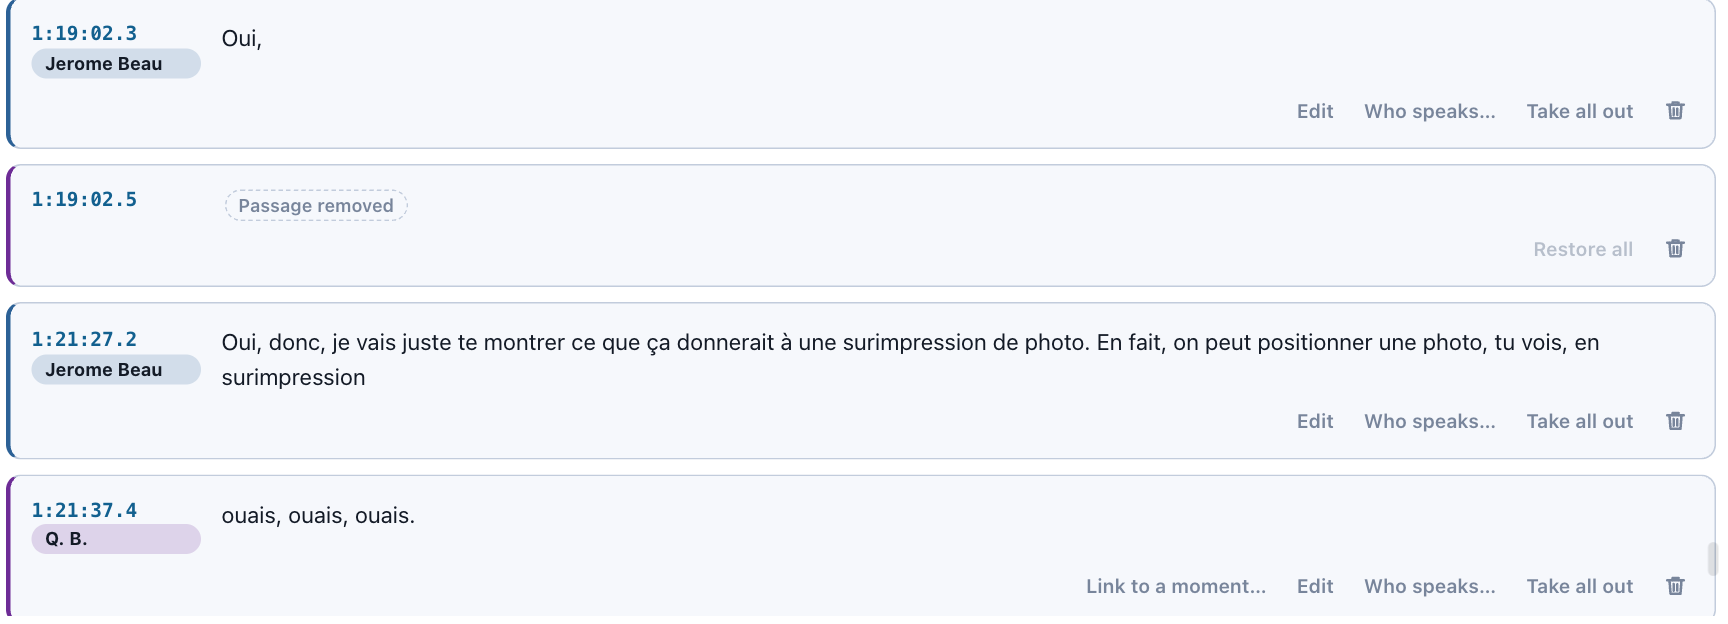 1:19:02.3
Jerome Beau
Oui,
Edit Who speaks... Take all out
1:19:02.5
Passage removed
Restore all
1:21:27.2
Jerome Beau
Oui, donc, je vais juste te montrer ce que ça donnerait à une surimpression de photo. En fait, on peut positionner une photo, tu vois, en
surimpression
Edit Who speaks... Take all out
1:21:37.4
Q. B.
ouais, ouais, ouais.
Link to a moment... Edit Who speaks... Take all out